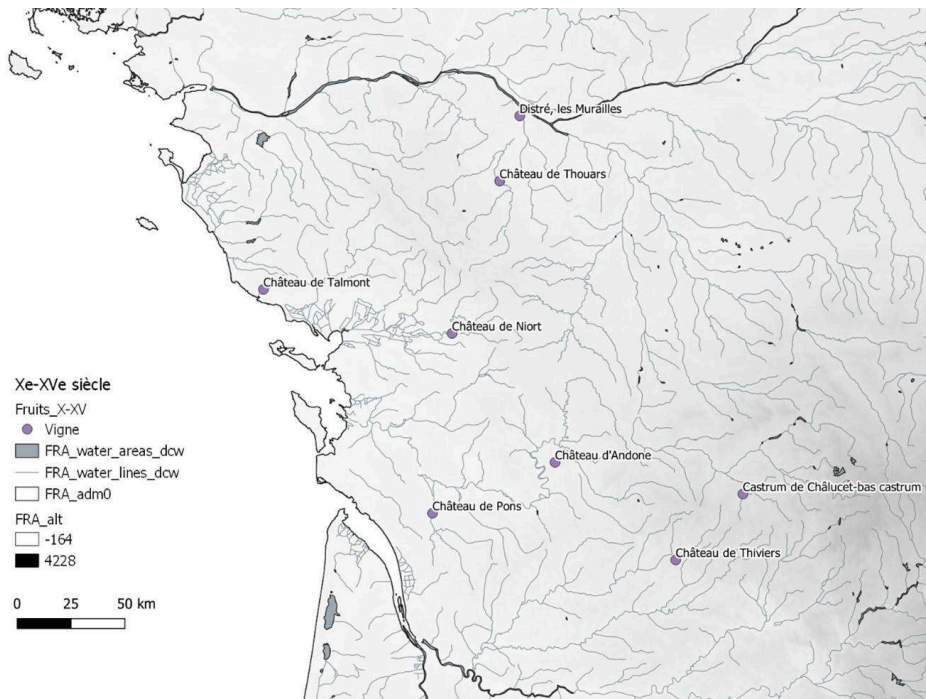 Distré, les Murailles
Château de Thouars
Château de Talmont
Château de Niort
Château d'Andone
Castrum de Châlucet-bas castrum
Château de Pons
Château de Thiviers
Xe-XVe siècle
Fruits_X-XV
Vigne
FRA_water_areas_dcw
FRA_water_lines_dcw
FRA_adm0
FRA_alt
-164
4228
0 25 50 km